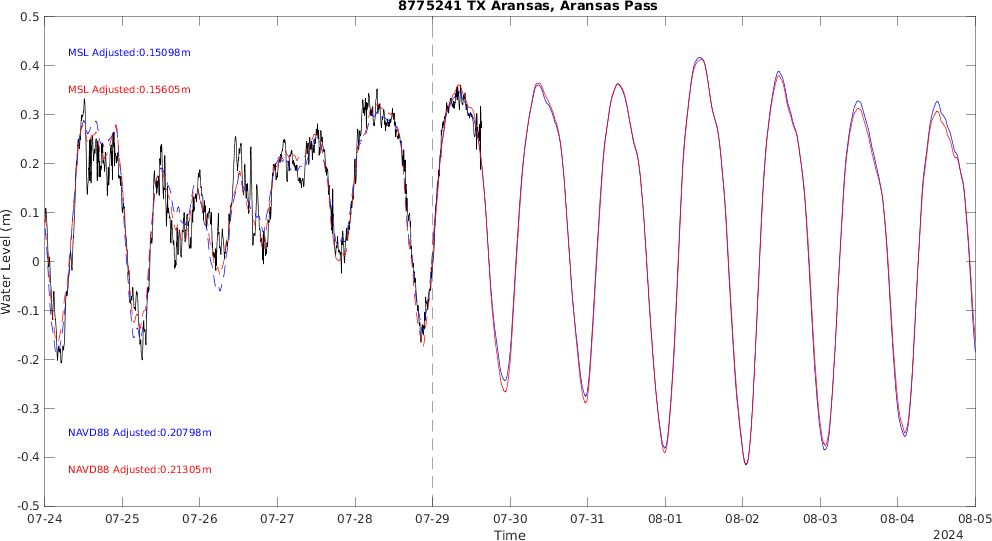 8775241 TX Aransas, Aransas Pass
0.5
0.4
0.3
0.2
0.1
0
-0.1
-0.2
-0.3
-0.4
-0.5
Water Level (m)
MSL Adjusted:0.15098m
MSL Adjusted:0.15605m
NAVD88 Adjusted:0.20798m
NAVD88 Adjusted:0.21305m
07-24 07-25 07-26 07-27 07-28 07-29 07-30 07-31 08-01 08-02 08-03 08-04 08-05
Time
2024